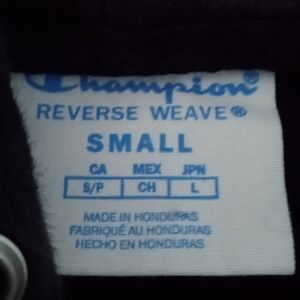 Champion®
REVERSE WEAVE®
SMALL
CA MEX JPN
S/P CH L
MADE IN HONDURAS
FABRIQUÉ AU HONDURAS
HECHO EN HONDURAS